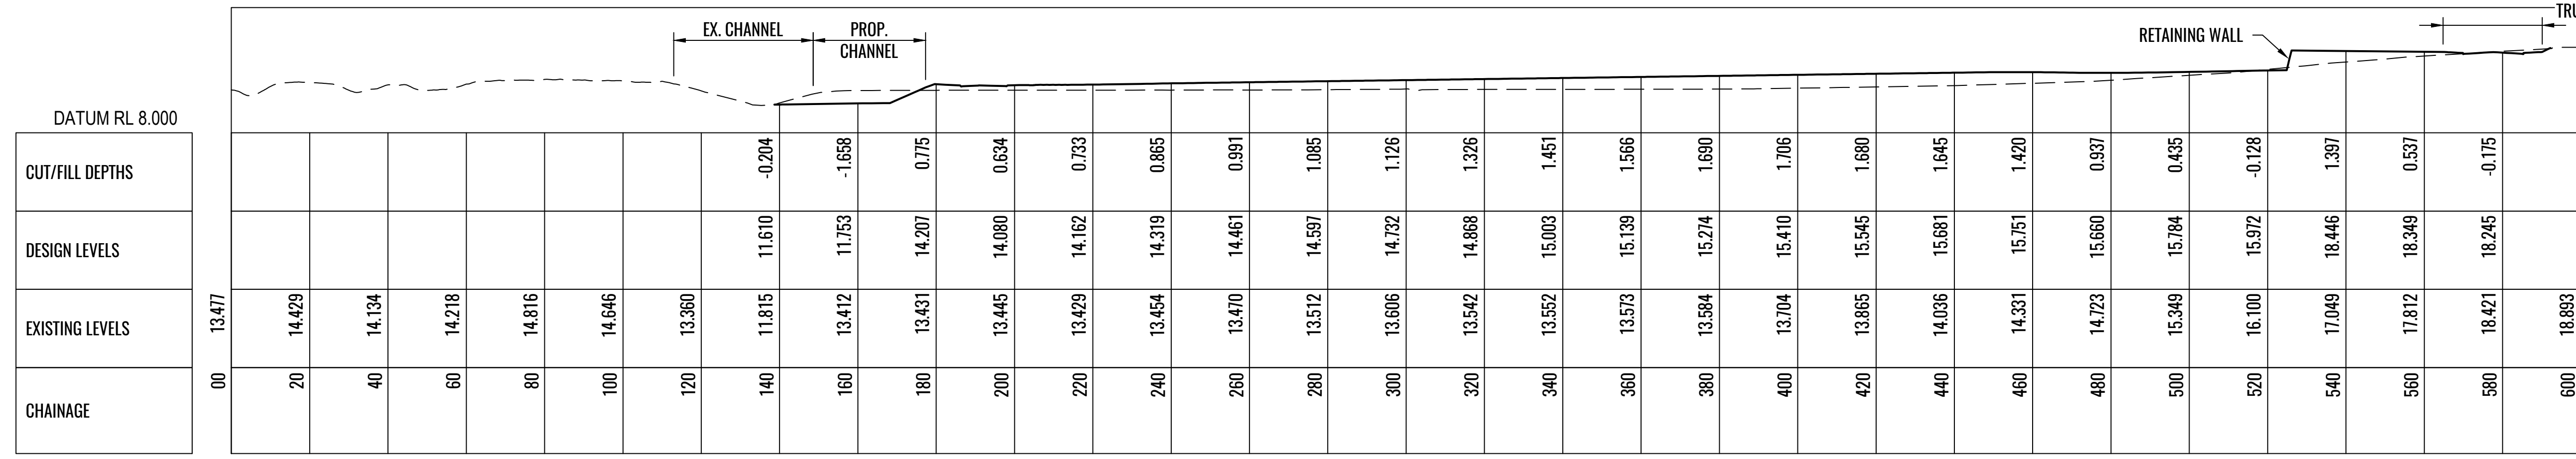 EX. CHANNEL
PROP.
CHANNEL
RETAINING WALL
DATUM RL 8.000
CUT/FILL DEPTHS -0.204 -1.658 0.775 0.634 0.733 0.865 0.991 1.085 1.126 1.326 1.451 1.566 1.690 1.706 1.680 1.645 1.420 0.937 0.435 -0.128 1.397 0.537 -0.175
DESIGN LEVELS 11.610 11.753 14.207 14.080 14.162 14.319 14.461 14.597 14.732 14.868 15.003 15.139 15.274 15.410 15.545 15.681 15.751 15.660 15.784 15.972 18.446 18.349 18.245
EXISTING LEVELS 13.477 14.429 14.134 14.218 14.816 14.646 13.360 11.815 13.412 13.431 13.445 13.429 13.454 13.470 13.512 13.606 13.542 13.552 13.573 13.584 13.704 13.865 14.036 14.331 14.723 15.349 16.100 17.049 17.812 18.421 18.893
CHAINAGE 00 20 40 60 80 100 120 140 160 180 200 220 240 260 280 300 320 340 360 380 400 420 440 460 480 500 520 540 560 580 600